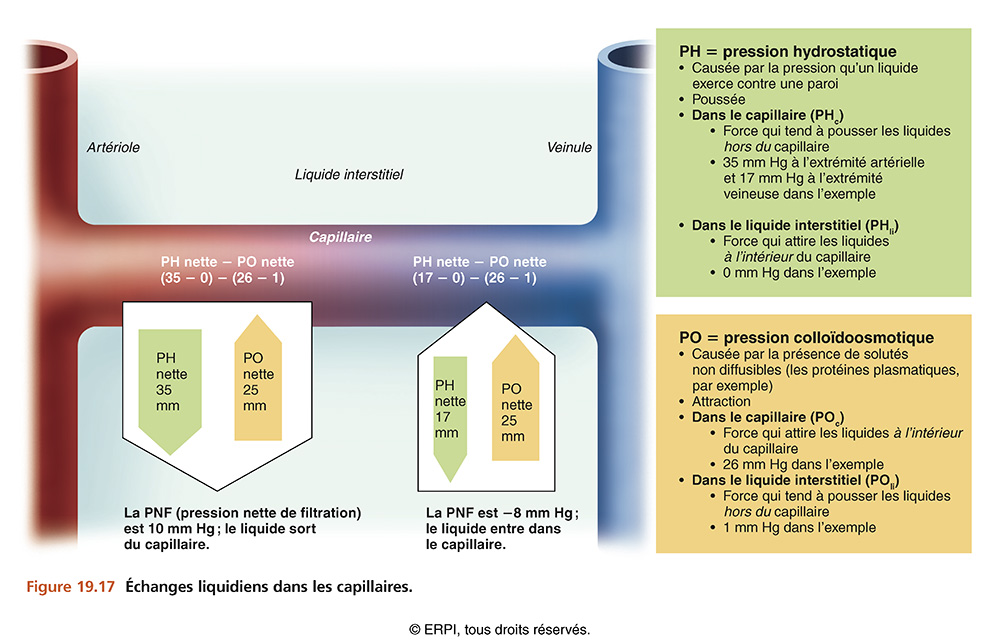 Artériole
Veinule
Liquide interstitiel
Capillaire
PH nette – PO nette
(35 – 0) – (26 – 1)
PH nette – PO nette
(17 – 0) – (26 – 1)
PH
nette
35
mm
PO
nette
25
mm
PH
nette
17
mm
PO
nette
25
mm
La PNF (pression nette de filtration)
est 10 mm Hg ; le liquide sort
du capillaire.
La PNF est –8 mm Hg ;
le liquide entre dans
le capillaire.
PH = pression hydrostatique
• Causée par la pression qu'un liquide
exerce contre une paroi
• Poussée
• Dans le capillaire (PHc)
• Force qui tend à pousser les liquides
hors du capillaire
• 35 mm Hg à l'extrémité artérielle
et 17 mm Hg à l'extrémité
veineuse dans l'exemple
• Dans le liquide interstitiel (PHli)
• Force qui attire les liquides
à l'intérieur du capillaire
• 0 mm Hg dans l'exemple
PO = pression colloïdoosmotique
• Causée par la présence de solutés
non diffusibles (les protéines plasmatiques,
par exemple)
• Attraction
• Dans le capillaire (POc)
• Force qui attire les liquides à l'intérieur
du capillaire
• 26 mm Hg dans l'exemple
• Dans le liquide interstitiel (POli)
• Force qui tend à pousser les liquides
hors du capillaire
• 1 mm Hg dans l'exemple
Figure 19.17 Échanges liquidiens dans les capillaires.
© ERPI, tous droits réservés.